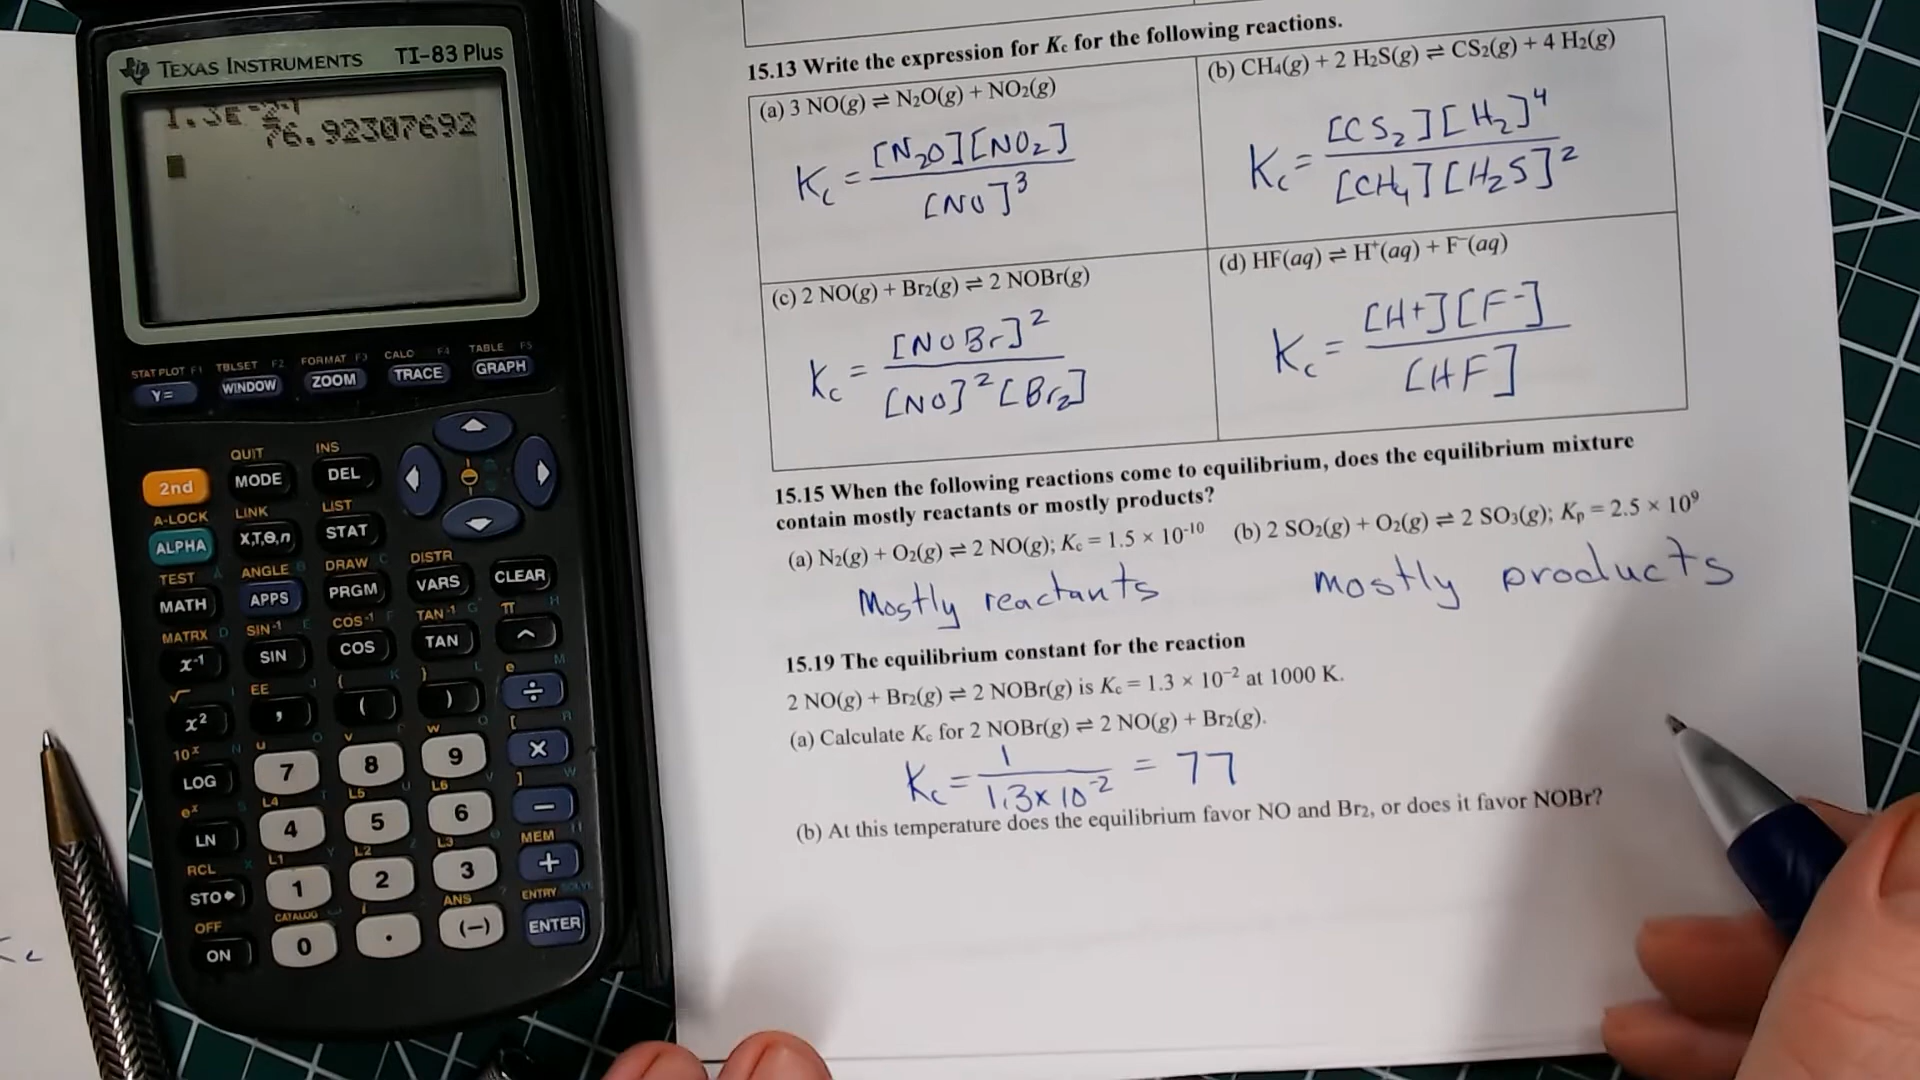 TEXAS INSTRUMENTS TI-83 Plus
1.3E-2⁻¹
76.92307692
STAT PLOT F1 TBLSET F2 FORMAT F3 CALC F4 TABLE F5
Y= WINDOW ZOOM TRACE GRAPH
QUIT INS
2nd MODE DEL
A-LOCK LINK LIST
ALPHA X,T,Θ,n STAT
TEST A ANGLE B DRAW C DISTR
MATH APPS PRGM VARS CLEAR
MATRX D SIN⁻¹ E COS⁻¹ F TAN⁻¹ G π H
x⁻¹ SIN COS TAN ^
√ I EE J { K } L e M
x² , ( ) ÷
10ˣ N u O v P w Q [ R
LOG 7 8 9 ×
eˣ S L4 T L5 U L6 V ] W
LN 4 5 6 −
RCL X L1 Y L2 Z L3 MEM
STO▸ 1 2 3 +
OFF CATALOG i ANS ENTRY SOLVE
ON 0 . (−) ENTER
15.13 Write the expression for Kc for the following reactions.
(a) 3 NO(g) ⇌ N₂O(g) + NO₂(g)
Kc = [N₂O][NO₂]
[NO]³
(b) CH₄(g) + 2 H₂S(g) ⇌ CS₂(g) + 4 H₂(g)
Kc = [CS₂][H₂]⁴
[CH₄][H₂S]²
(c) 2 NO(g) + Br₂(g) ⇌ 2 NOBr(g)
Kc = [NOBr]²
[NO]²[Br₂]
(d) HF(aq) ⇌ H⁺(aq) + F⁻(aq)
Kc = [H+][F-]
[HF]
15.15 When the following reactions come to equilibrium, does the equilibrium mixture
contain mostly reactants or mostly products?
(a) N₂(g) + O₂(g) ⇌ 2 NO(g); Kc = 1.5 × 10⁻¹⁰ (b) 2 SO₂(g) + O₂(g) ⇌ 2 SO₃(g); Kp = 2.5 × 10⁹
Mostly reactants mostly products
15.19 The equilibrium constant for the reaction
2 NO(g) + Br₂(g) ⇌ 2 NOBr(g) is Kc = 1.3 × 10⁻² at 1000 K.
(a) Calculate Kc for 2 NOBr(g) ⇌ 2 NO(g) + Br₂(g).
Kc = 1 = 77
1.3 x 10⁻²
(b) At this temperature does the equilibrium favor NO and Br₂, or does it favor NOBr?